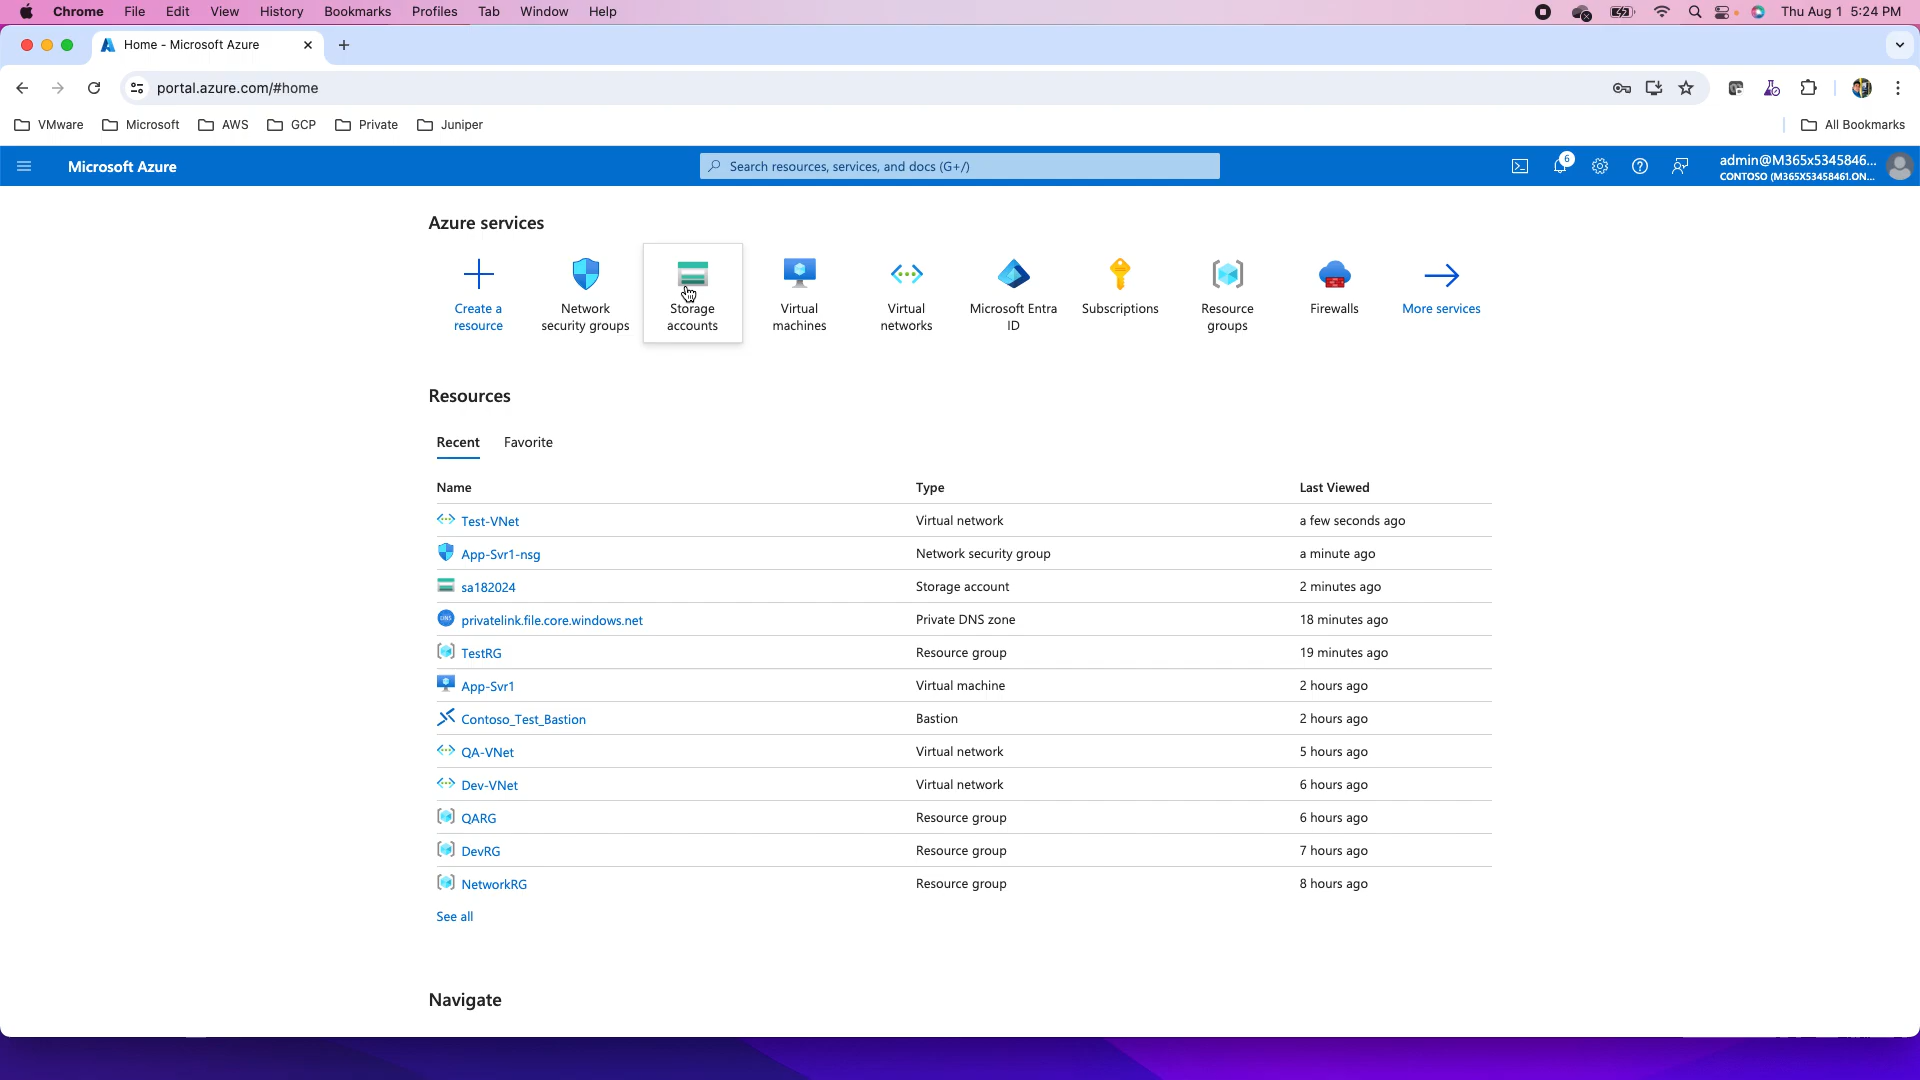 Chrome File Edit View History Bookmarks Profiles Tab Window Help Thu Aug 1 5:24 PM
Home - Microsoft Azure
portal.azure.com/#home
VMware Microsoft AWS GCP Private Juniper All Bookmarks
Microsoft Azure
Search resources, services, and docs (G+/)
6
admin@M365x5345846...
CONTOSO (M365X53458461.ON...
Azure services
Create a resource
Network security groups
Storage accounts
Virtual machines
Virtual networks
Microsoft Entra ID
Subscriptions
Resource groups
Firewalls
More services
Resources
Recent Favorite
Name Type Last Viewed
Test-VNet Virtual network a few seconds ago
App-Svr1-nsg Network security group a minute ago
sa182024 Storage account 2 minutes ago
privatelink.file.core.windows.net Private DNS zone 18 minutes ago
TestRG Resource group 19 minutes ago
App-Svr1 Virtual machine 2 hours ago
Contoso_Test_Bastion Bastion 2 hours ago
QA-VNet Virtual network 5 hours ago
Dev-VNet Virtual network 6 hours ago
QARG Resource group 6 hours ago
DevRG Resource group 7 hours ago
NetworkRG Resource group 8 hours ago
See all
Navigate